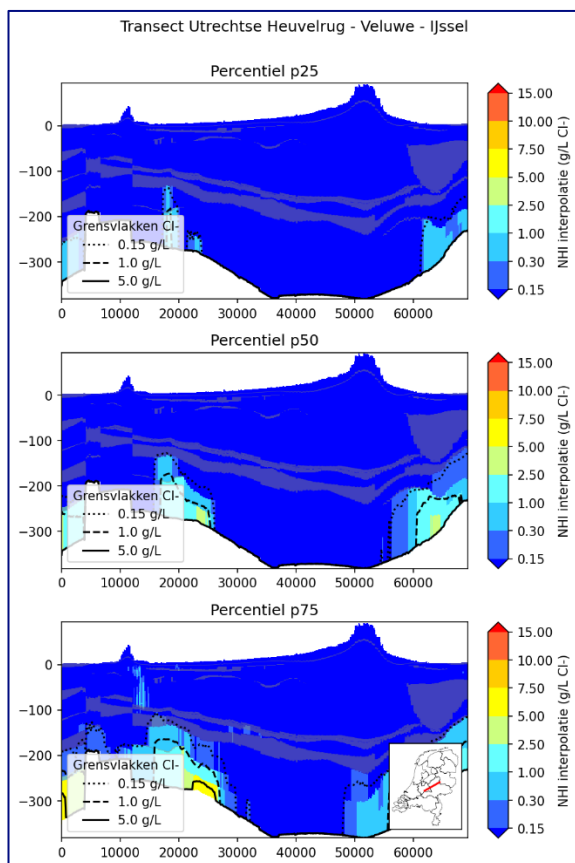 Transect Utrechtse Heuvelrug - Veluwe - IJssel
Percentiel p25
0
−100
−200
−300
0 10000 20000 30000 40000 50000 60000
Grensvlakken Cl-
0.15 g/L
1.0 g/L
5.0 g/L
15.00
10.00
7.50
5.00
2.50
1.00
0.30
0.15
NHI interpolatie (g/L Cl-)
Percentiel p50
0
−100
−200
−300
0 10000 20000 30000 40000 50000 60000
Grensvlakken Cl-
0.15 g/L
1.0 g/L
5.0 g/L
15.00
10.00
7.50
5.00
2.50
1.00
0.30
0.15
NHI interpolatie (g/L Cl-)
Percentiel p75
0
−100
−200
−300
0 10000 20000 30000 40000 50000 60000
Grensvlakken Cl-
0.15 g/L
1.0 g/L
5.0 g/L
15.00
10.00
7.50
5.00
2.50
1.00
0.30
0.15
NHI interpolatie (g/L Cl-)